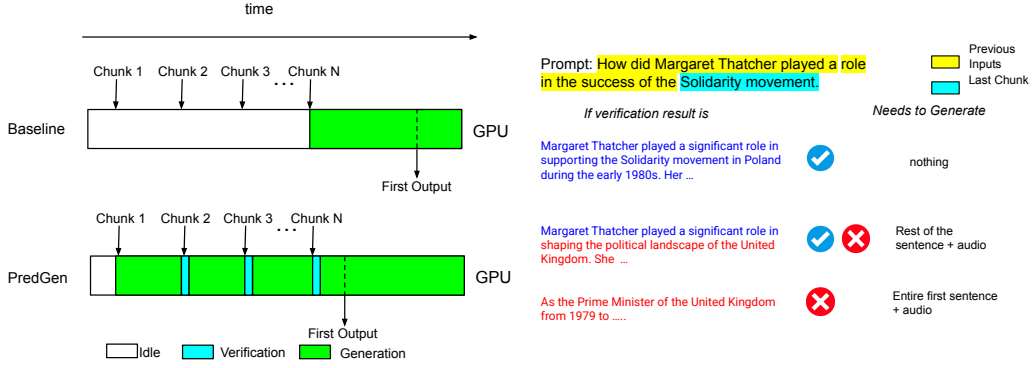 time
Chunk 1 Chunk 2 Chunk 3 ... Chunk N
Baseline
GPU
First Output
Chunk 1 Chunk 2 Chunk 3 ... Chunk N
PredGen
GPU
First Output
Idle Verification Generation
Prompt: How did Margaret Thatcher played a role
in the success of the Solidarity movement.
Previous
Inputs
Last Chunk
If verification result is
Needs to Generate
Margaret Thatcher played a significant role in
supporting the Solidarity movement in Poland
during the early 1980s. Her ...
nothing
Margaret Thatcher played a significant role in
shaping the political landscape of the United
Kingdom. She ...
Rest of the
sentence + audio
As the Prime Minister of the United Kingdom
from 1979 to .....
Entire first sentence
+ audio